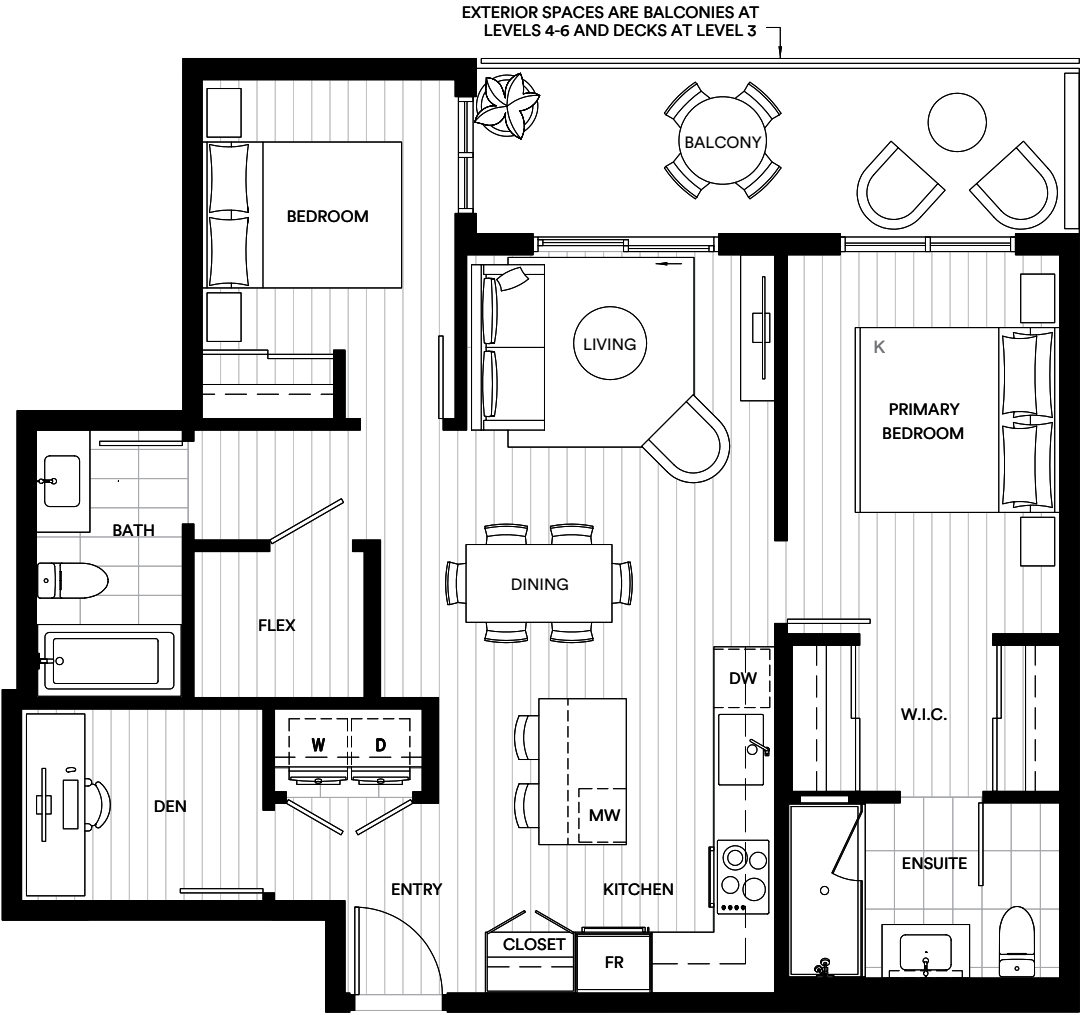 EXTERIOR SPACES ARE BALCONIES AT
LEVELS 4-6 AND DECKS AT LEVEL 3
BALCONY
BEDROOM
LIVING
K
PRIMARY
BEDROOM
BATH
DINING
FLEX
DW
W.I.C.
W
D
DEN
MW
ENSUITE
ENTRY
KITCHEN
CLOSET
FR